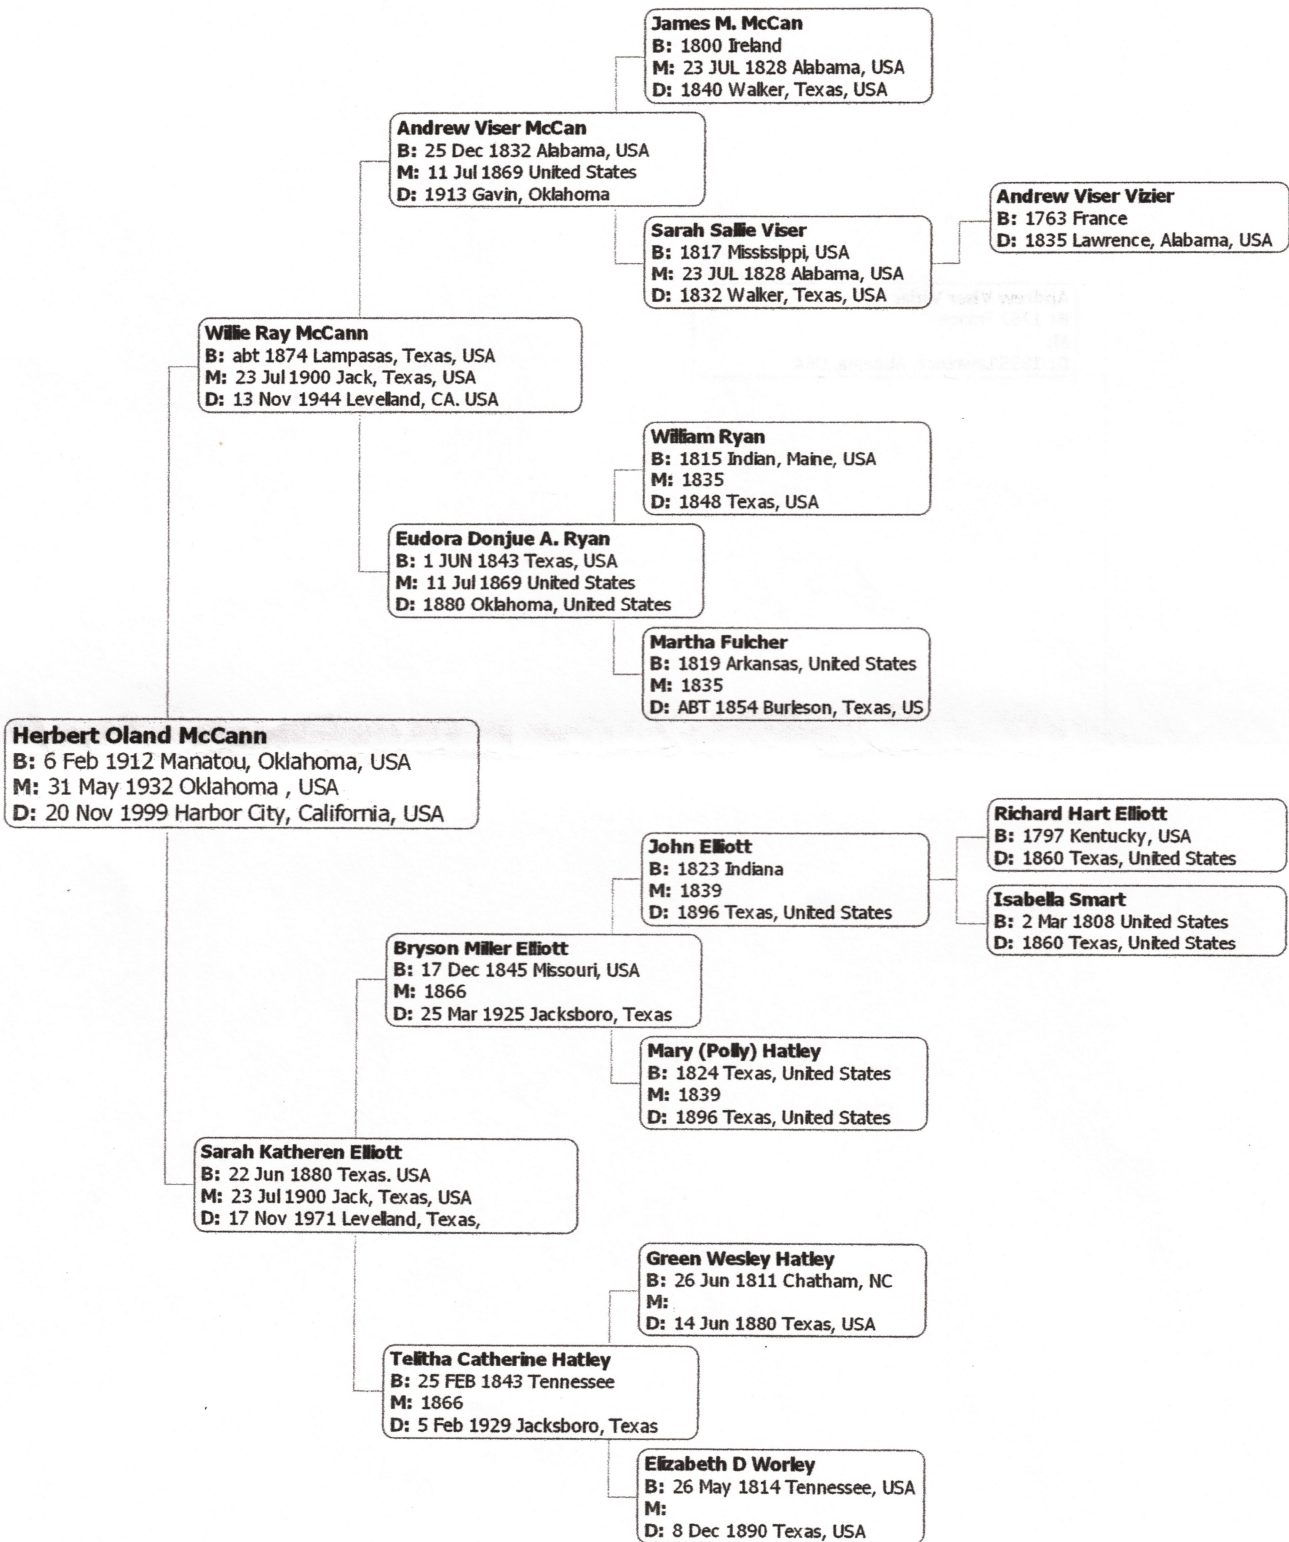 James M. McCan
B: 1800 Ireland
M: 23 JUL 1828 Alabama, USA
D: 1840 Walker, Texas, USA
Andrew Viser McCan
B: 25 Dec 1832 Alabama, USA
M: 11 Jul 1869 United States
D: 1913 Gavin, Oklahoma
Andrew Viser Vizier
B: 1763 France
D: 1835 Lawrence, Alabama, USA
Sarah Sallie Viser
B: 1817 Mississippi, USA
M: 23 JUL 1828 Alabama, USA
D: 1832 Walker, Texas, USA
Willie Ray McCann
B: abt 1874 Lampasas, Texas, USA
M: 23 Jul 1900 Jack, Texas, USA
D: 13 Nov 1944 Levelland, CA. USA
William Ryan
B: 1815 Indian, Maine, USA
M: 1835
D: 1848 Texas, USA
Eudora Donjue A. Ryan
B: 1 JUN 1843 Texas, USA
M: 11 Jul 1869 United States
D: 1880 Oklahoma, United States
Martha Fulcher
B: 1819 Arkansas, United States
M: 1835
D: ABT 1854 Burleson, Texas, US
Herbert Oland McCann
B: 6 Feb 1912 Manatou, Oklahoma, USA
M: 31 May 1932 Oklahoma , USA
D: 20 Nov 1999 Harbor City, California, USA
Richard Hart Elliott
B: 1797 Kentucky, USA
D: 1860 Texas, United States
John Elliott
B: 1823 Indiana
M: 1839
D: 1896 Texas, United States
Isabella Smart
B: 2 Mar 1808 United States
D: 1860 Texas, United States
Bryson Miller Elliott
B: 17 Dec 1845 Missouri, USA
M: 1866
D: 25 Mar 1925 Jacksboro, Texas
Mary (Polly) Hatley
B: 1824 Texas, United States
M: 1839
D: 1896 Texas, United States
Sarah Katheren Elliott
B: 22 Jun 1880 Texas. USA
M: 23 Jul 1900 Jack, Texas, USA
D: 17 Nov 1971 Levelland, Texas,
Green Wesley Hatley
B: 26 Jun 1811 Chatham, NC
M:
D: 14 Jun 1880 Texas, USA
Telitha Catherine Hatley
B: 25 FEB 1843 Tennessee
M: 1866
D: 5 Feb 1929 Jacksboro, Texas
Elizabeth D Worley
B: 26 May 1814 Tennessee, USA
M:
D: 8 Dec 1890 Texas, USA